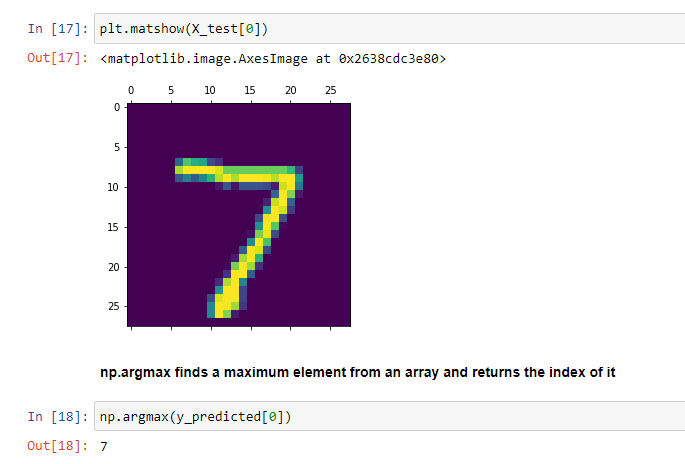 In [17]: plt.matshow(X_test[0])
Out[17]: <matplotlib.image.AxesImage at 0x2638cdc3e80>
0 5 10 15 20 25
0
5
10
15
20
25
7
np.argmax finds a maximum element from an array and returns the index of it
In [18]: np.argmax(y_predicted[0])
Out[18]: 7